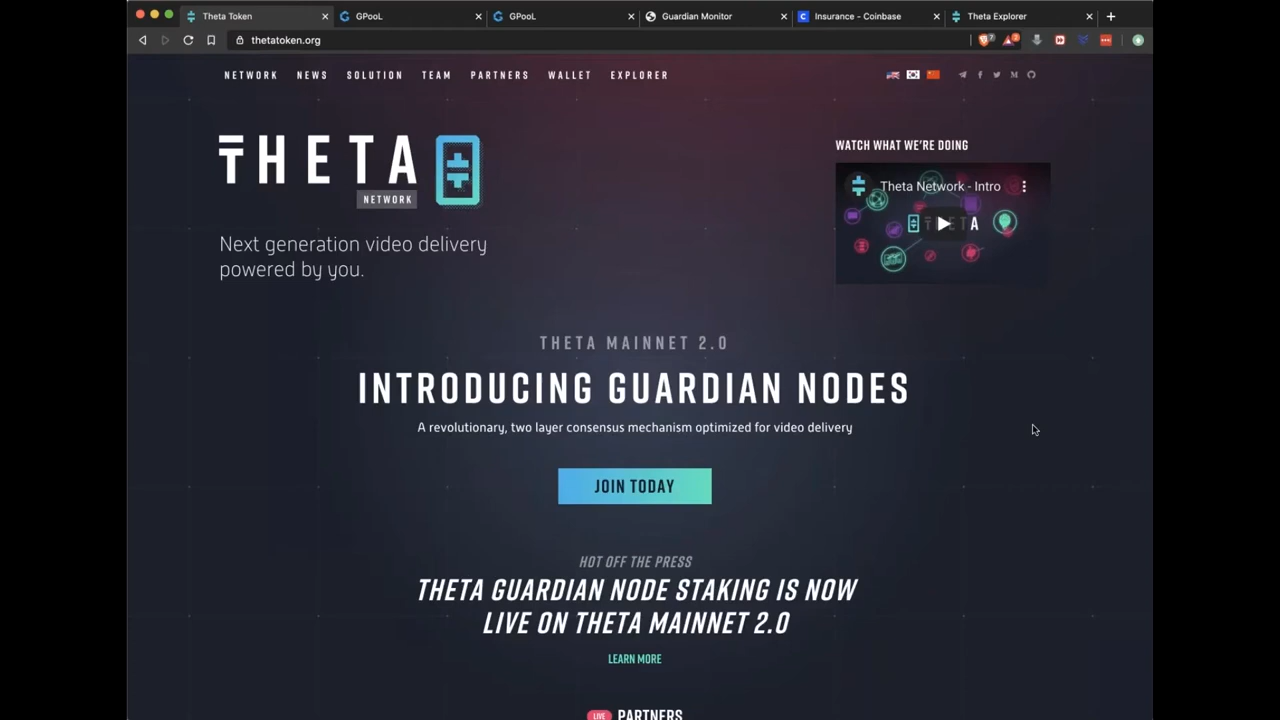 Theta Token
GPooL
GPooL
Guardian Monitor
Insurance - Coinbase
Theta Explorer
thetatoken.org
NETWORK NEWS SOLUTION TEAM PARTNERS WALLET EXPLORER
THETA
NETWORK
Next generation video delivery
powered by you.
WATCH WHAT WE'RE DOING
Theta Network - Intro
THETA
THETA MAINNET 2.0
INTRODUCING GUARDIAN NODES
A revolutionary, two layer consensus mechanism optimized for video delivery
JOIN TODAY
HOT OFF THE PRESS
THETA GUARDIAN NODE STAKING IS NOW
LIVE ON THETA MAINNET 2.0
LEARN MORE
LIVE PARTNERS